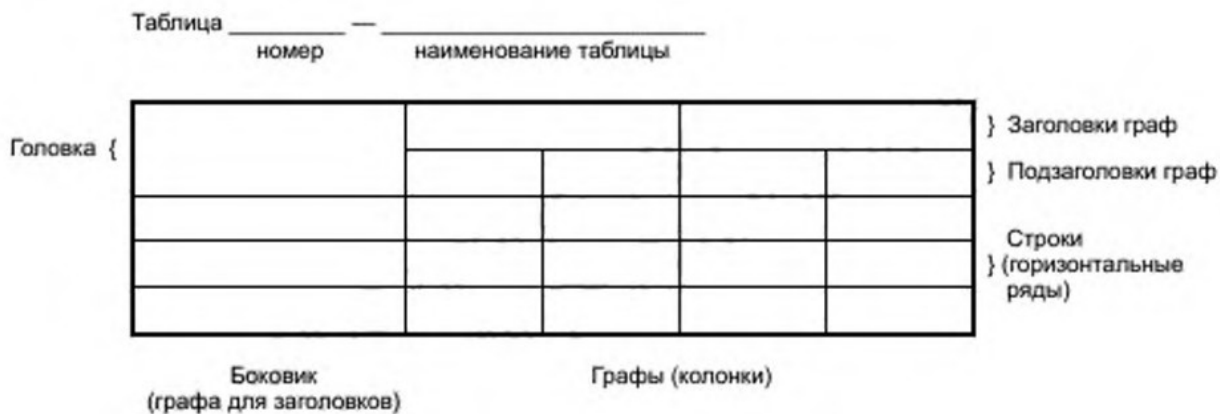 Таблица _________ — _________________________
номер наименование таблицы
Головка { } Заголовки граф
} Подзаголовки граф
Строки
} (горизонтальные
ряды)
Боковик Графы (колонки)
(графа для заголовков)